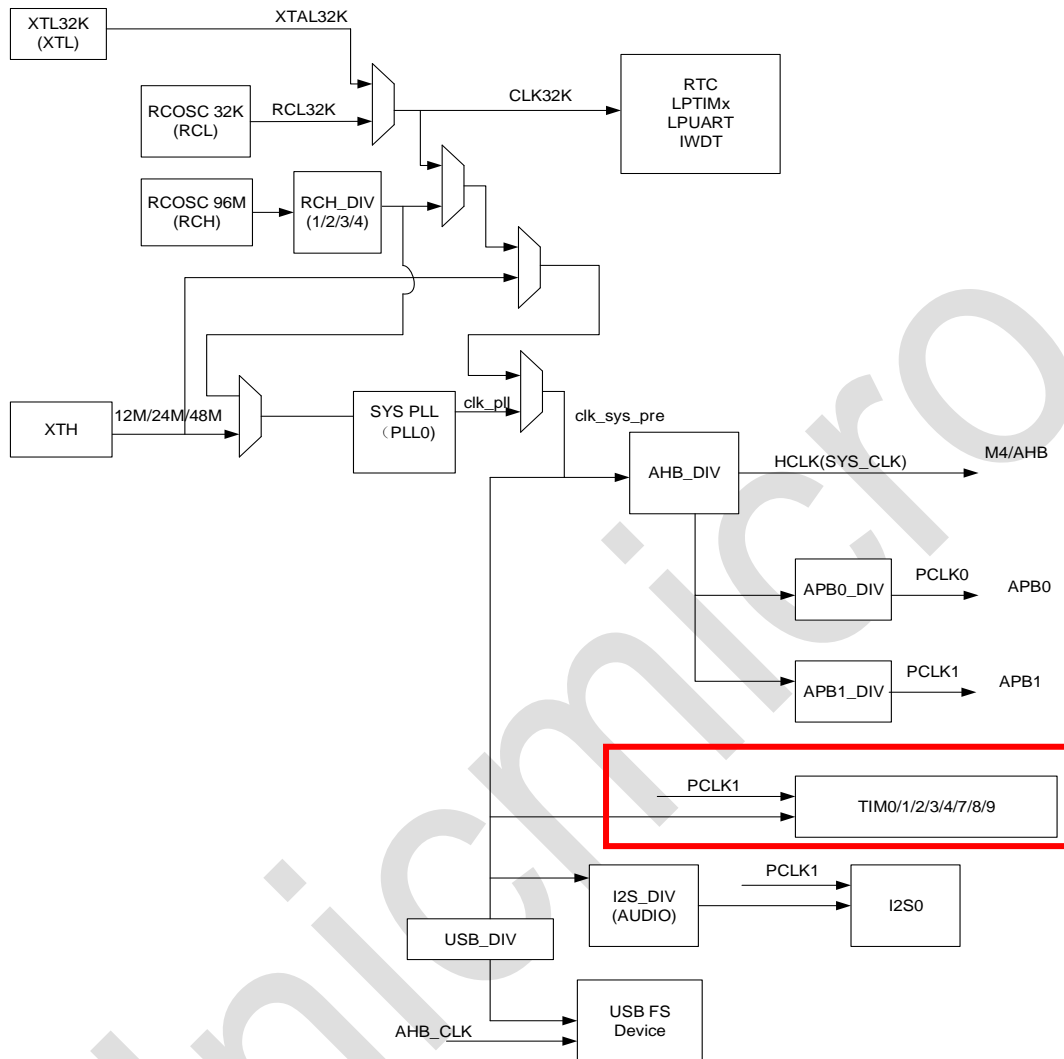 XTL32K
(XTL)
XTAL32K
RCOSC 32K
(RCL)
RCL32K
CLK32K
RTC
LPTIMx
LPUART
IWDT
RCOSC 96M
(RCH)
RCH_DIV
(1/2/3/4)
XTH
12M/24M/48M
SYS PLL
（PLL0)
clk_pll
clk_sys_pre
AHB_DIV
HCLK(SYS_CLK)
M4/AHB
APB0_DIV
PCLK0
APB0
APB1_DIV
PCLK1
APB1
PCLK1
TIM0/1/2/3/4/7/8/9
I2S_DIV
(AUDIO)
PCLK1
I2S0
USB_DIV
USB FS
Device
AHB_CLK
inmicro